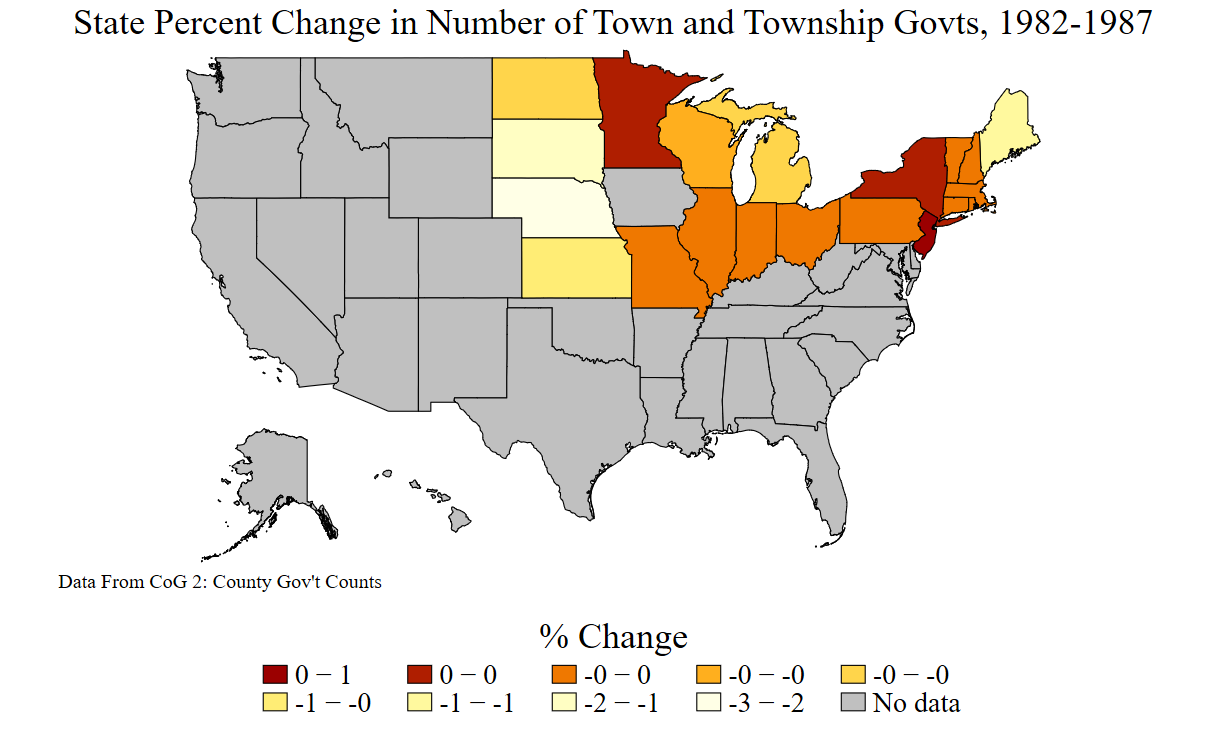 State Percent Change in Number of Town and Township Govts, 1982-1987
Data From CoG 2: County Gov't Counts
% Change
0 − 1 0 − 0 -0 − 0 -0 − -0 -0 − -0
-1 − -0 -1 − -1 -2 − -1 -3 − -2 No data